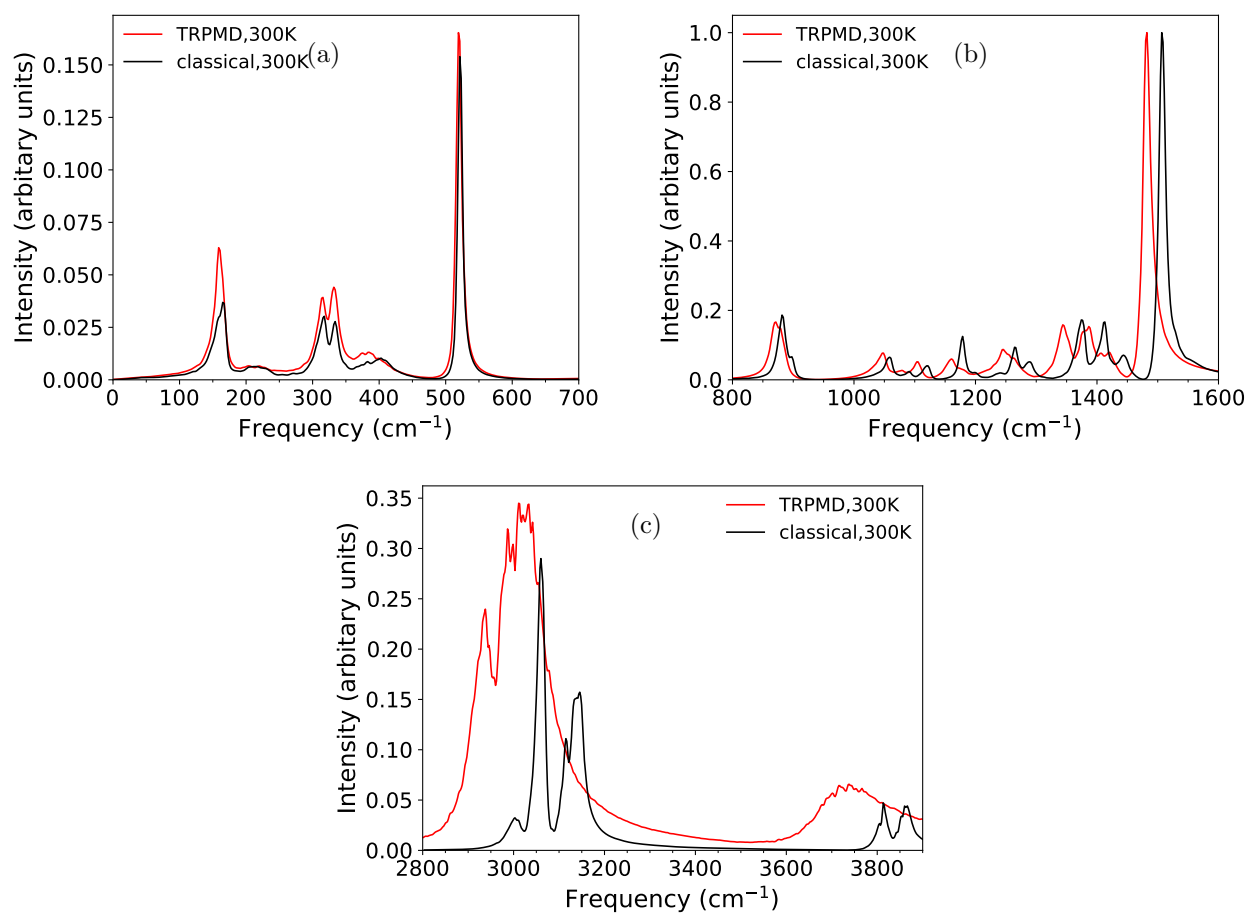 TRPMD,300K
classical,300K
(a)
Intensity (arbitary units)
0.150
0.125
0.100
0.075
0.050
0.025
0.000
0 100 200 300 400 500 600 700
Frequency (cm⁻¹)
TRPMD,300K
classical,300K
(b)
Intensity (arbitary units)
1.0
0.8
0.6
0.4
0.2
0.0
800 1000 1200 1400 1600
Frequency (cm⁻¹)
TRPMD,300K
classical,300K
(c)
Intensity (arbitary units)
0.35
0.30
0.25
0.20
0.15
0.10
0.05
0.00
2800 3000 3200 3400 3600 3800
Frequency (cm⁻¹)